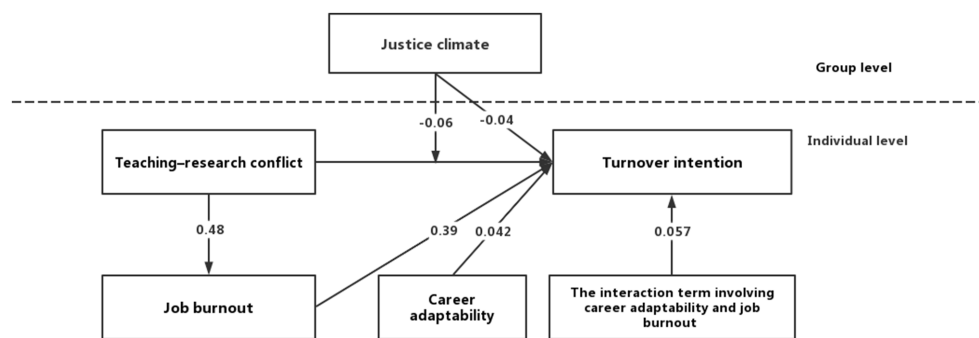 Justice climate
Group level
-0.06
-0.04
Individual level
Teaching–research conflict
Turnover intention
0.48
0.39
0.042
0.057
Job burnout
Career
adaptability
The interaction term involving
career adaptability and job
burnout